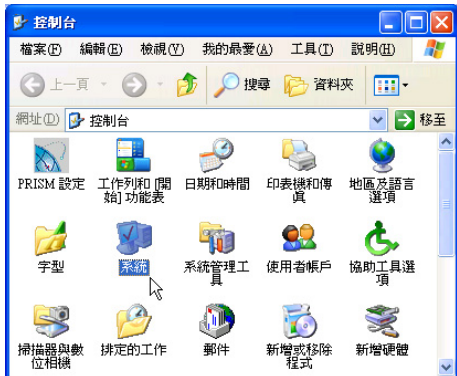 控制台
檔案(F) 編輯(E) 檢視(V) 我的最愛(A) 工具(T) 說明(H)
上一頁 搜尋 資料夾
網址(D) 控制台 移至
PRISM 設定 工作列和 [開始] 功能表 日期和時間 印表機和傳真 地區及語言選項
字型 系統 系統管理工具 使用者帳戶 協助工具選項
掃描器與數位相機 排定的工作 郵件 新增或移除程式 新增硬體